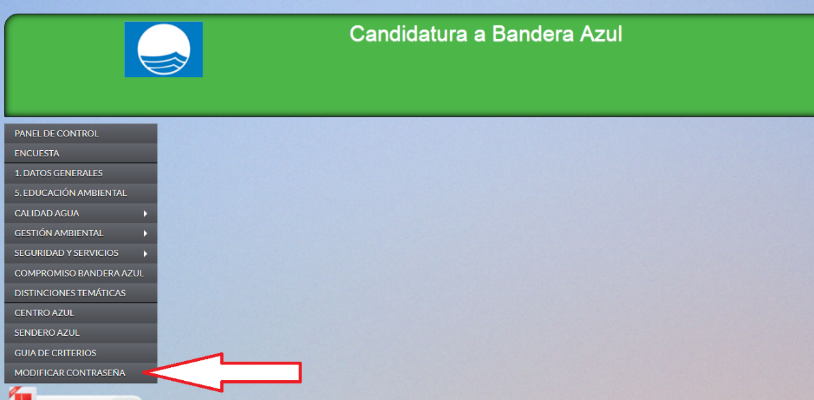 Candidatura a Bandera Azul
PANEL DE CONTROL
ENCUESTA
1. DATOS GENERALES
5. EDUCACIÓN AMBIENTAL
CALIDAD AGUA
GESTIÓN AMBIENTAL
SEGURIDAD Y SERVICIOS
COMPROMISO BANDERA AZUL
DISTINCIONES TEMÁTICAS
CENTRO AZUL
SENDERO AZUL
GUIA DE CRITERIOS
MODIFICAR CONTRASEÑA